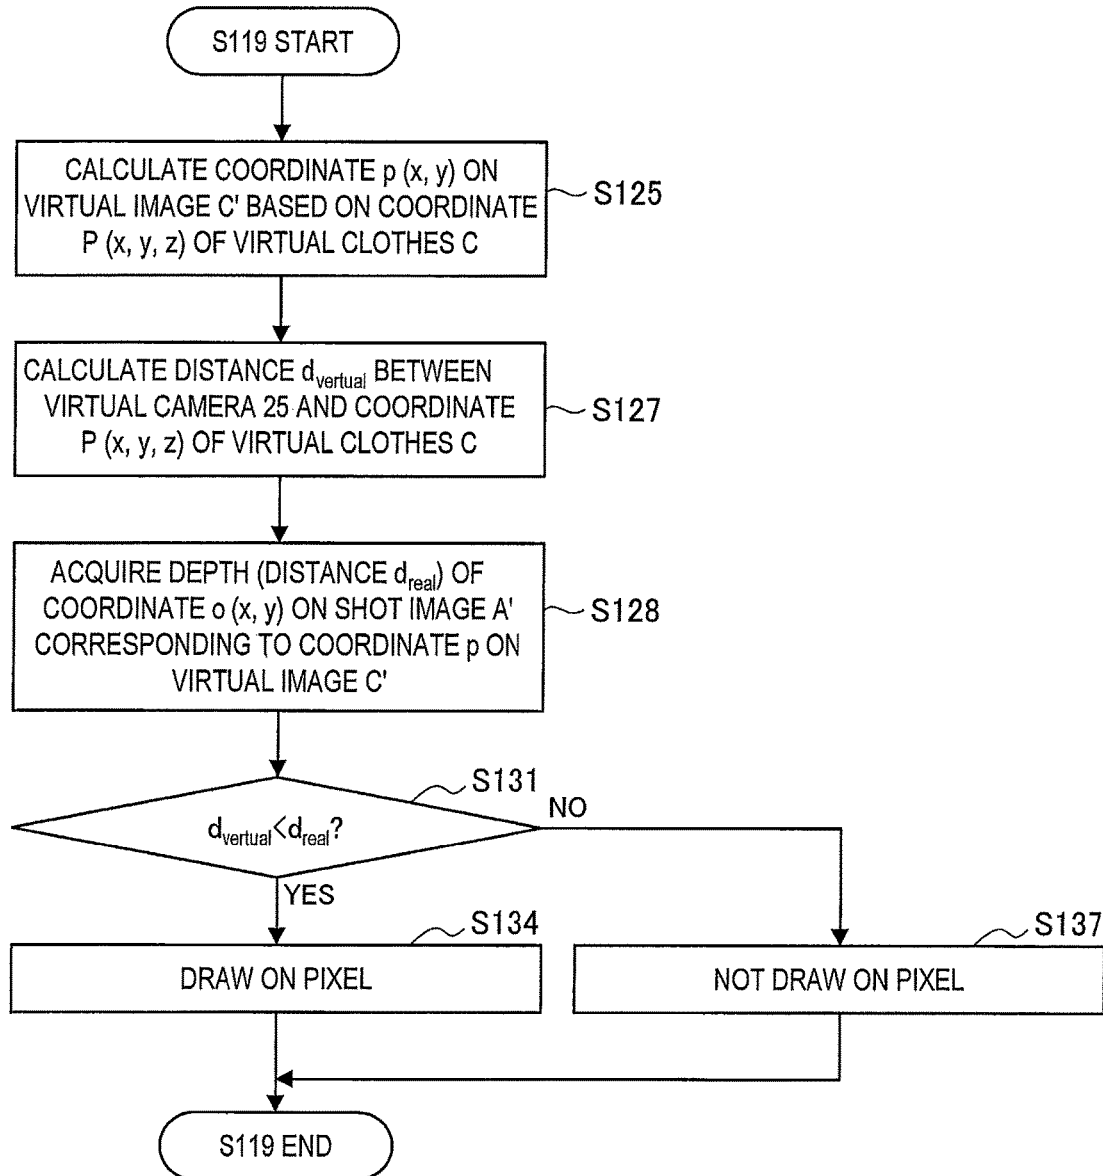 S119 START
CALCULATE COORDINATE p (x, y) ON
VIRTUAL IMAGE C' BASED ON COORDINATE
P (x, y, z) OF VIRTUAL CLOTHES C
S125
CALCULATE DISTANCE dvertual BETWEEN
VIRTUAL CAMERA 25 AND COORDINATE
P (x, y, z) OF VIRTUAL CLOTHES C
S127
ACQUIRE DEPTH (DISTANCE dreal) OF
COORDINATE o (x, y) ON SHOT IMAGE A'
CORRESPONDING TO COORDINATE p ON
VIRTUAL IMAGE C'
S128
S131
dvertual<dreal?
NO
YES
S134
DRAW ON PIXEL
S137
NOT DRAW ON PIXEL
S119 END